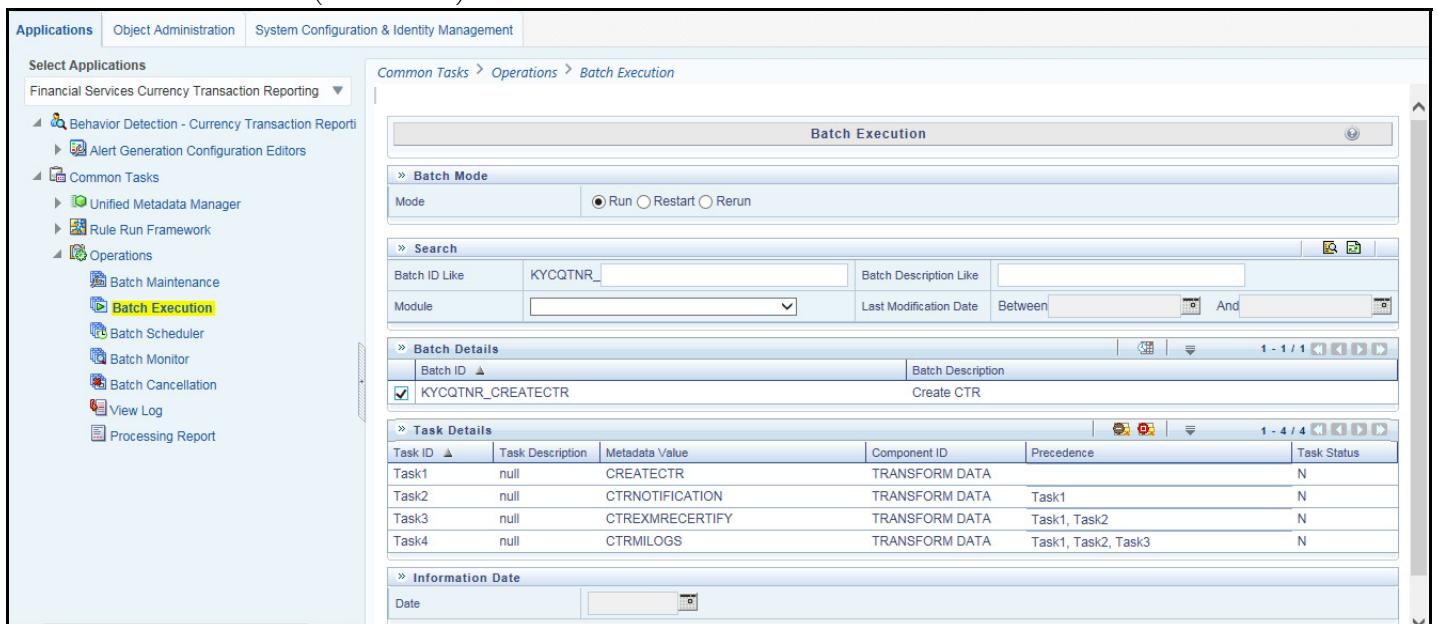 Applications Object Administration System Configuration & Identity Management
Select Applications
Financial Services Currency Transaction Reporting
Behavior Detection - Currency Transaction Reporti
Alert Generation Configuration Editors
Common Tasks
Unified Metadata Manager
Rule Run Framework
Operations
Batch Maintenance
Batch Execution
Batch Scheduler
Batch Monitor
Batch Cancellation
View Log
Processing Report
Common Tasks > Operations > Batch Execution
Batch Execution
» Batch Mode
Mode Run Restart Rerun
» Search
Batch ID Like KYCQTNR_ Batch Description Like
Module Last Modification Date Between And
» Batch Details 1 - 1 / 1
Batch ID Batch Description
KYCQTNR_CREATECTR Create CTR
» Task Details 1 - 4 / 4
Task ID Task Description Metadata Value Component ID Precedence Task Status
Task1 null CREATECTR TRANSFORM DATA N
Task2 null CTRNOTIFICATION TRANSFORM DATA Task1 N
Task3 null CTREXMRECERTIFY TRANSFORM DATA Task1, Task2 N
Task4 null CTRMILOGS TRANSFORM DATA Task1, Task2, Task3 N
» Information Date
Date